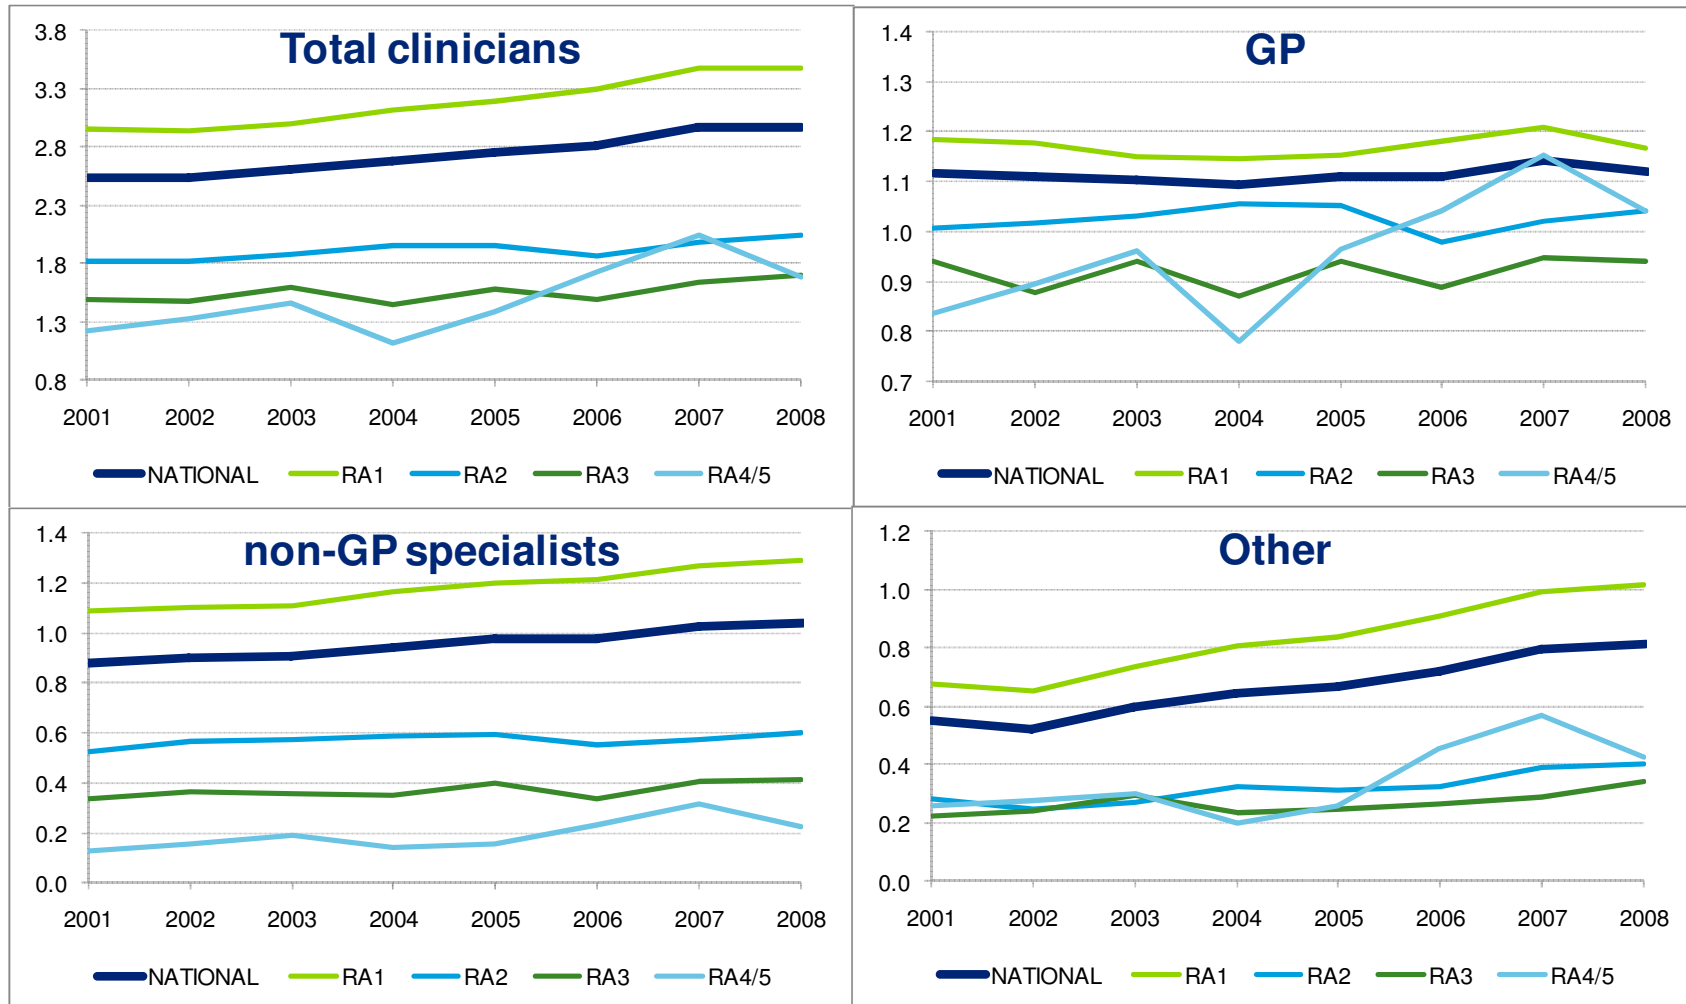 Total clinicians
3.8
3.3
2.8
2.3
1.8
1.3
0.8
2001 2002 2003 2004 2005 2006 2007 2008
NATIONAL RA1 RA2 RA3 RA4/5
GP
1.4
1.3
1.2
1.1
1.0
0.9
0.8
0.7
2001 2002 2003 2004 2005 2006 2007 2008
NATIONAL RA1 RA2 RA3 RA4/5
non-GP specialists
1.4
1.2
1.0
0.8
0.6
0.4
0.2
0.0
2001 2002 2003 2004 2005 2006 2007 2008
NATIONAL RA1 RA2 RA3 RA4/5
Other
1.2
1.0
0.8
0.6
0.4
0.2
0.0
2001 2002 2003 2004 2005 2006 2007 2008
NATIONAL RA1 RA2 RA3 RA4/5